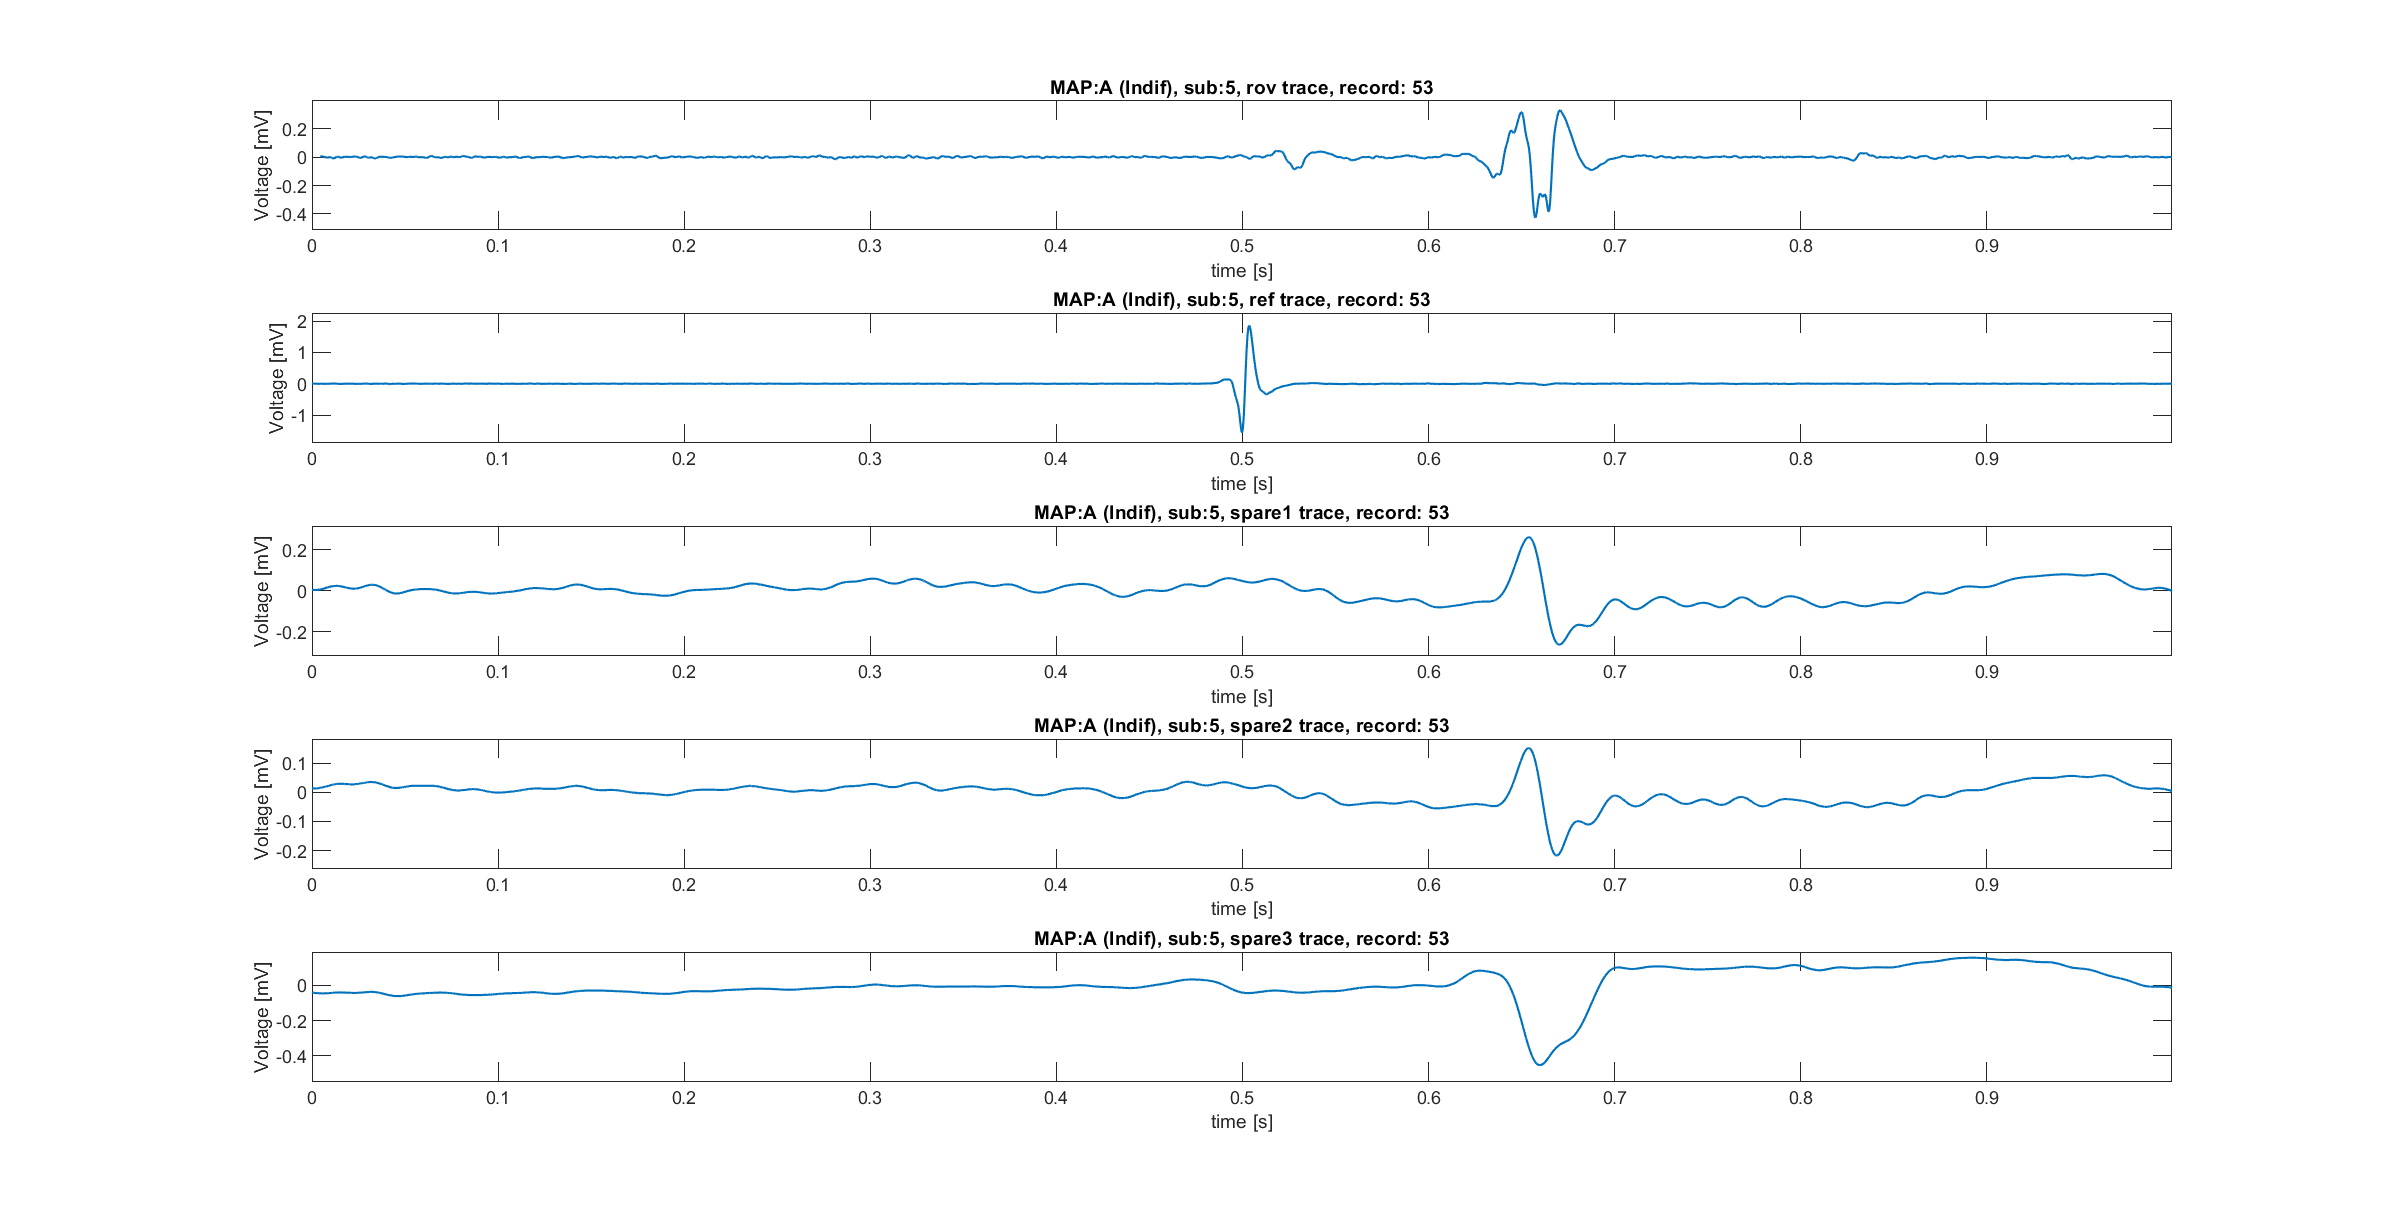 MAP:A (Indif), sub:5, rov trace, record: 53
Voltage [mV]
0.2
0
-0.2
-0.4
0 0.1 0.2 0.3 0.4 0.5 0.6 0.7 0.8 0.9
time [s]
MAP:A (Indif), sub:5, ref trace, record: 53
Voltage [mV]
2
1
0
-1
0 0.1 0.2 0.3 0.4 0.5 0.6 0.7 0.8 0.9
time [s]
MAP:A (Indif), sub:5, spare1 trace, record: 53
Voltage [mV]
0.2
0
-0.2
0 0.1 0.2 0.3 0.4 0.5 0.6 0.7 0.8 0.9
time [s]
MAP:A (Indif), sub:5, spare2 trace, record: 53
Voltage [mV]
0.1
0
-0.1
-0.2
0 0.1 0.2 0.3 0.4 0.5 0.6 0.7 0.8 0.9
time [s]
MAP:A (Indif), sub:5, spare3 trace, record: 53
Voltage [mV]
0
-0.2
-0.4
0 0.1 0.2 0.3 0.4 0.5 0.6 0.7 0.8 0.9
time [s]